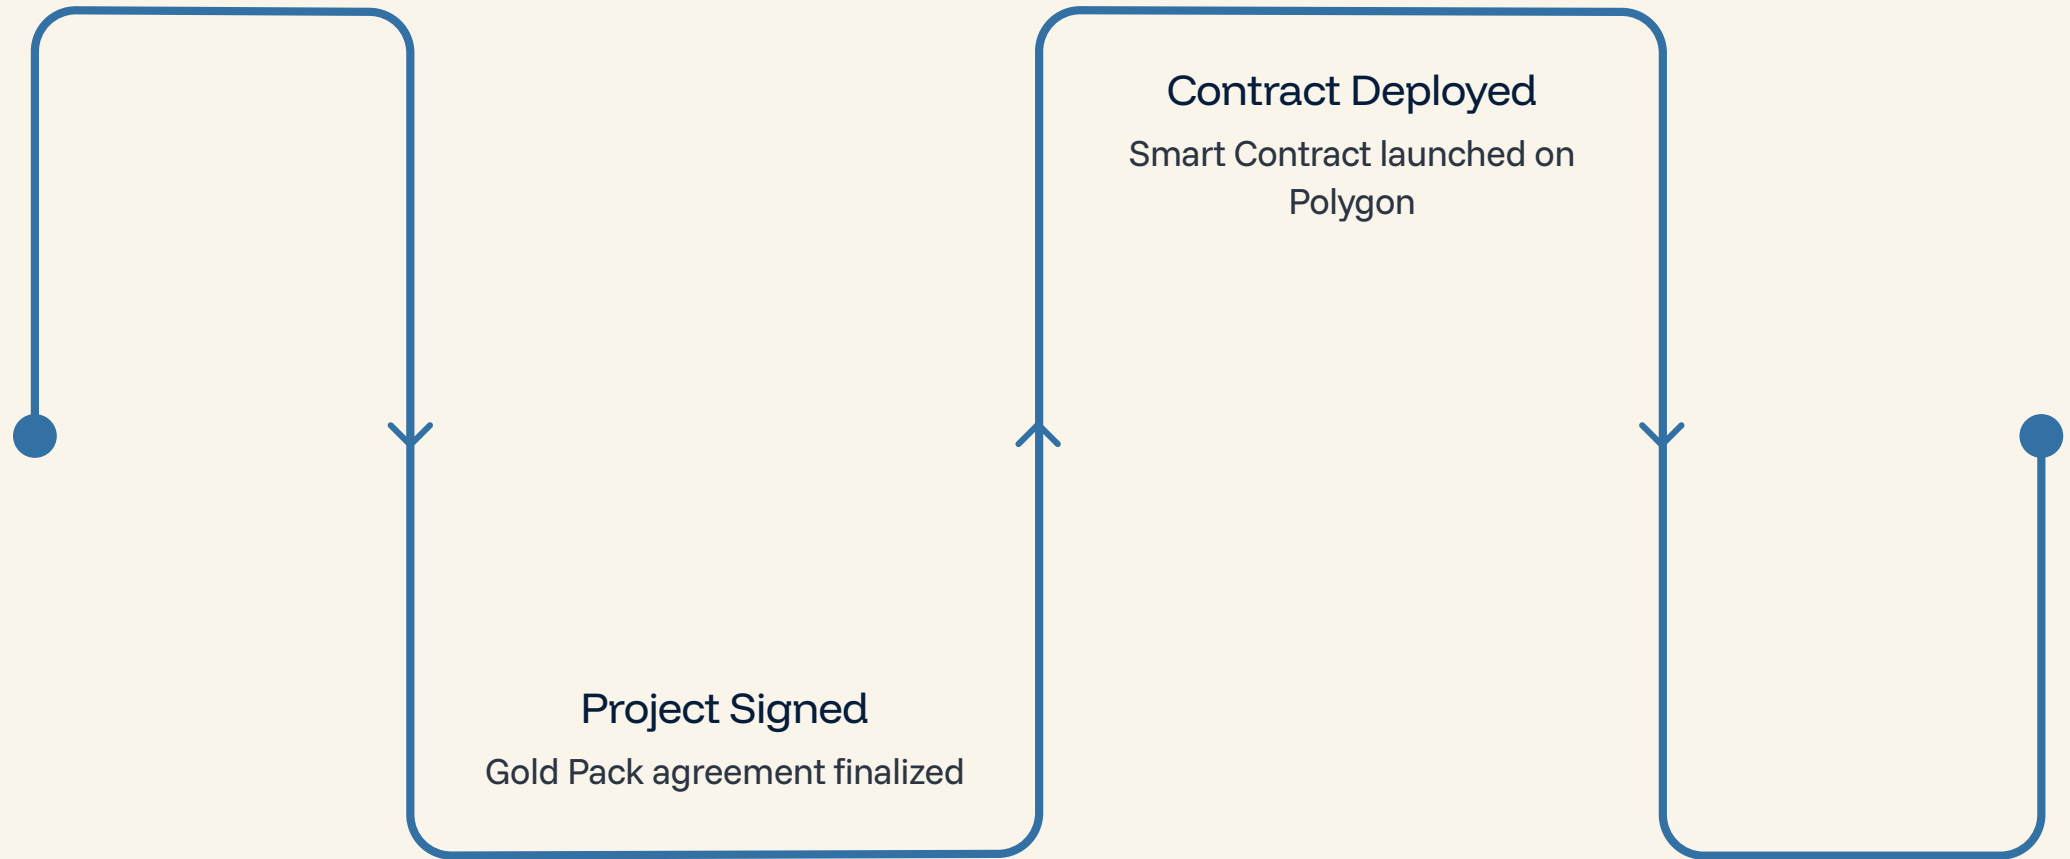 Contract Deployed
Smart Contract launched on
Polygon
Project Signed
Gold Pack agreement finalized